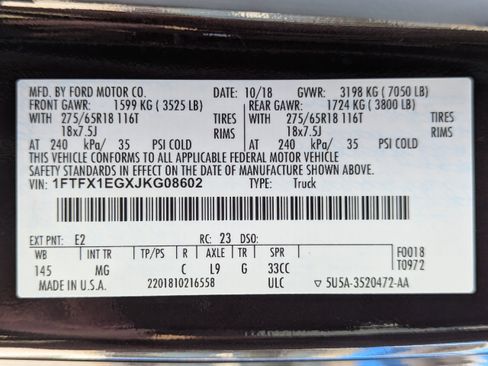 MFD. BY FORD MOTOR CO. DATE: 10/18 GVWR: 3198 KG ( 7050 LB)
FRONT GAWR: 1599 KG ( 3525 LB) REAR GAWR: 1724 KG ( 3800 LB)
WITH 275/65R18 116T TIRES WITH 275/65R18 116T TIRES
18x7.5J RIMS 18x7.5J RIMS
AT 240 kPa/ 35 PSI COLD AT 240 kPa/ 35 PSI COLD
THIS VEHICLE CONFORMS TO ALL APPLICABLE FEDERAL MOTOR VEHICLE
SAFETY STANDARDS IN EFFECT ON THE DATE OF MANUFACTURE SHOWN ABOVE.
VIN: 1FTFX1EGXJKG08602 TYPE: Truck
EXT PNT: E2 RC: 23 DSO:
WB INT TR TP/PS R AXLE TR SPR F0018
145 MG C L9 G 33CC T0972
MADE IN U.S.A. 2201810216558 ULC ▽ 5U5A-3520472-AA